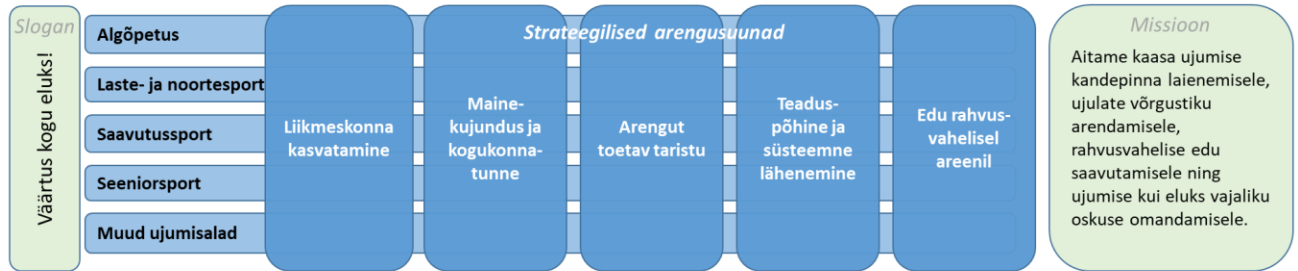 Slogan
Väärtus kogu eluks!
Algõpetus
Laste- ja noortesport
Saavutussport
Seeniorsport
Muud ujumisalad
Strateegilised arengusuunad
Liikmeskonna
kasvatamine
Maine-
kujundus ja
kogukonna-
tunne
Arengut
toetav taristu
Teadus-
põhine ja
süsteemne
lähenemine
Edu rahvus-
vahelisel
areenil
Missioon
Aitame kaasa ujumise
kandepinna laienemisele,
ujulate võrgustiku
arendamisele,
rahvusvahelise edu
saavutamisele ning
ujumise kui eluks vajaliku
oskuse omandamisele.